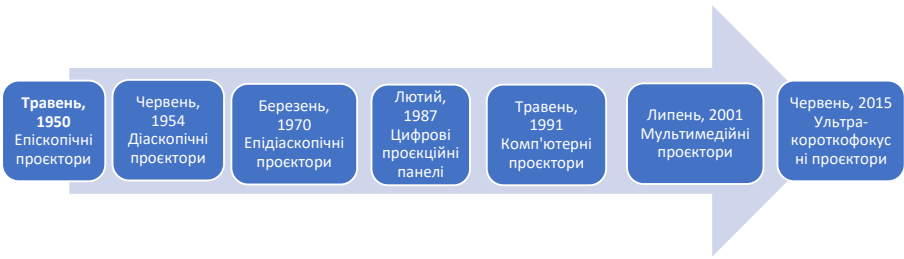 Травень,
1950
Епіскопічні
проєктори
Червень,
1954
Діаскопічні
проєктори
Березень,
1970
Епідіаскопічні
проєктори
Лютий,
1987
Цифрові
проєкційні
панелі
Травень,
1991
Комп'ютерні
проєктори
Липень, 2001
Мультимедійні
проєктори
Червень, 2015
Ультра-
короткофокус
ні проєктори